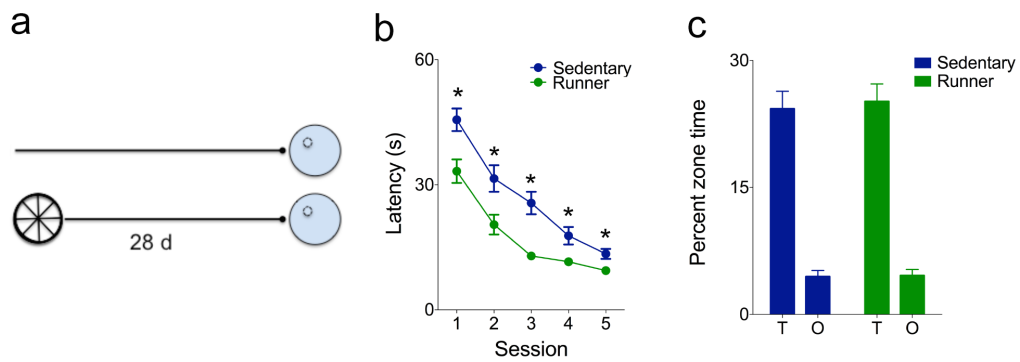 a
28 d
b
Latency (s)
60
30
0
*
*
*
*
*
Sedentary
Runner
1 2 3 4 5
Session
c
Percent zone time
30
15
0
Sedentary
Runner
T O T O